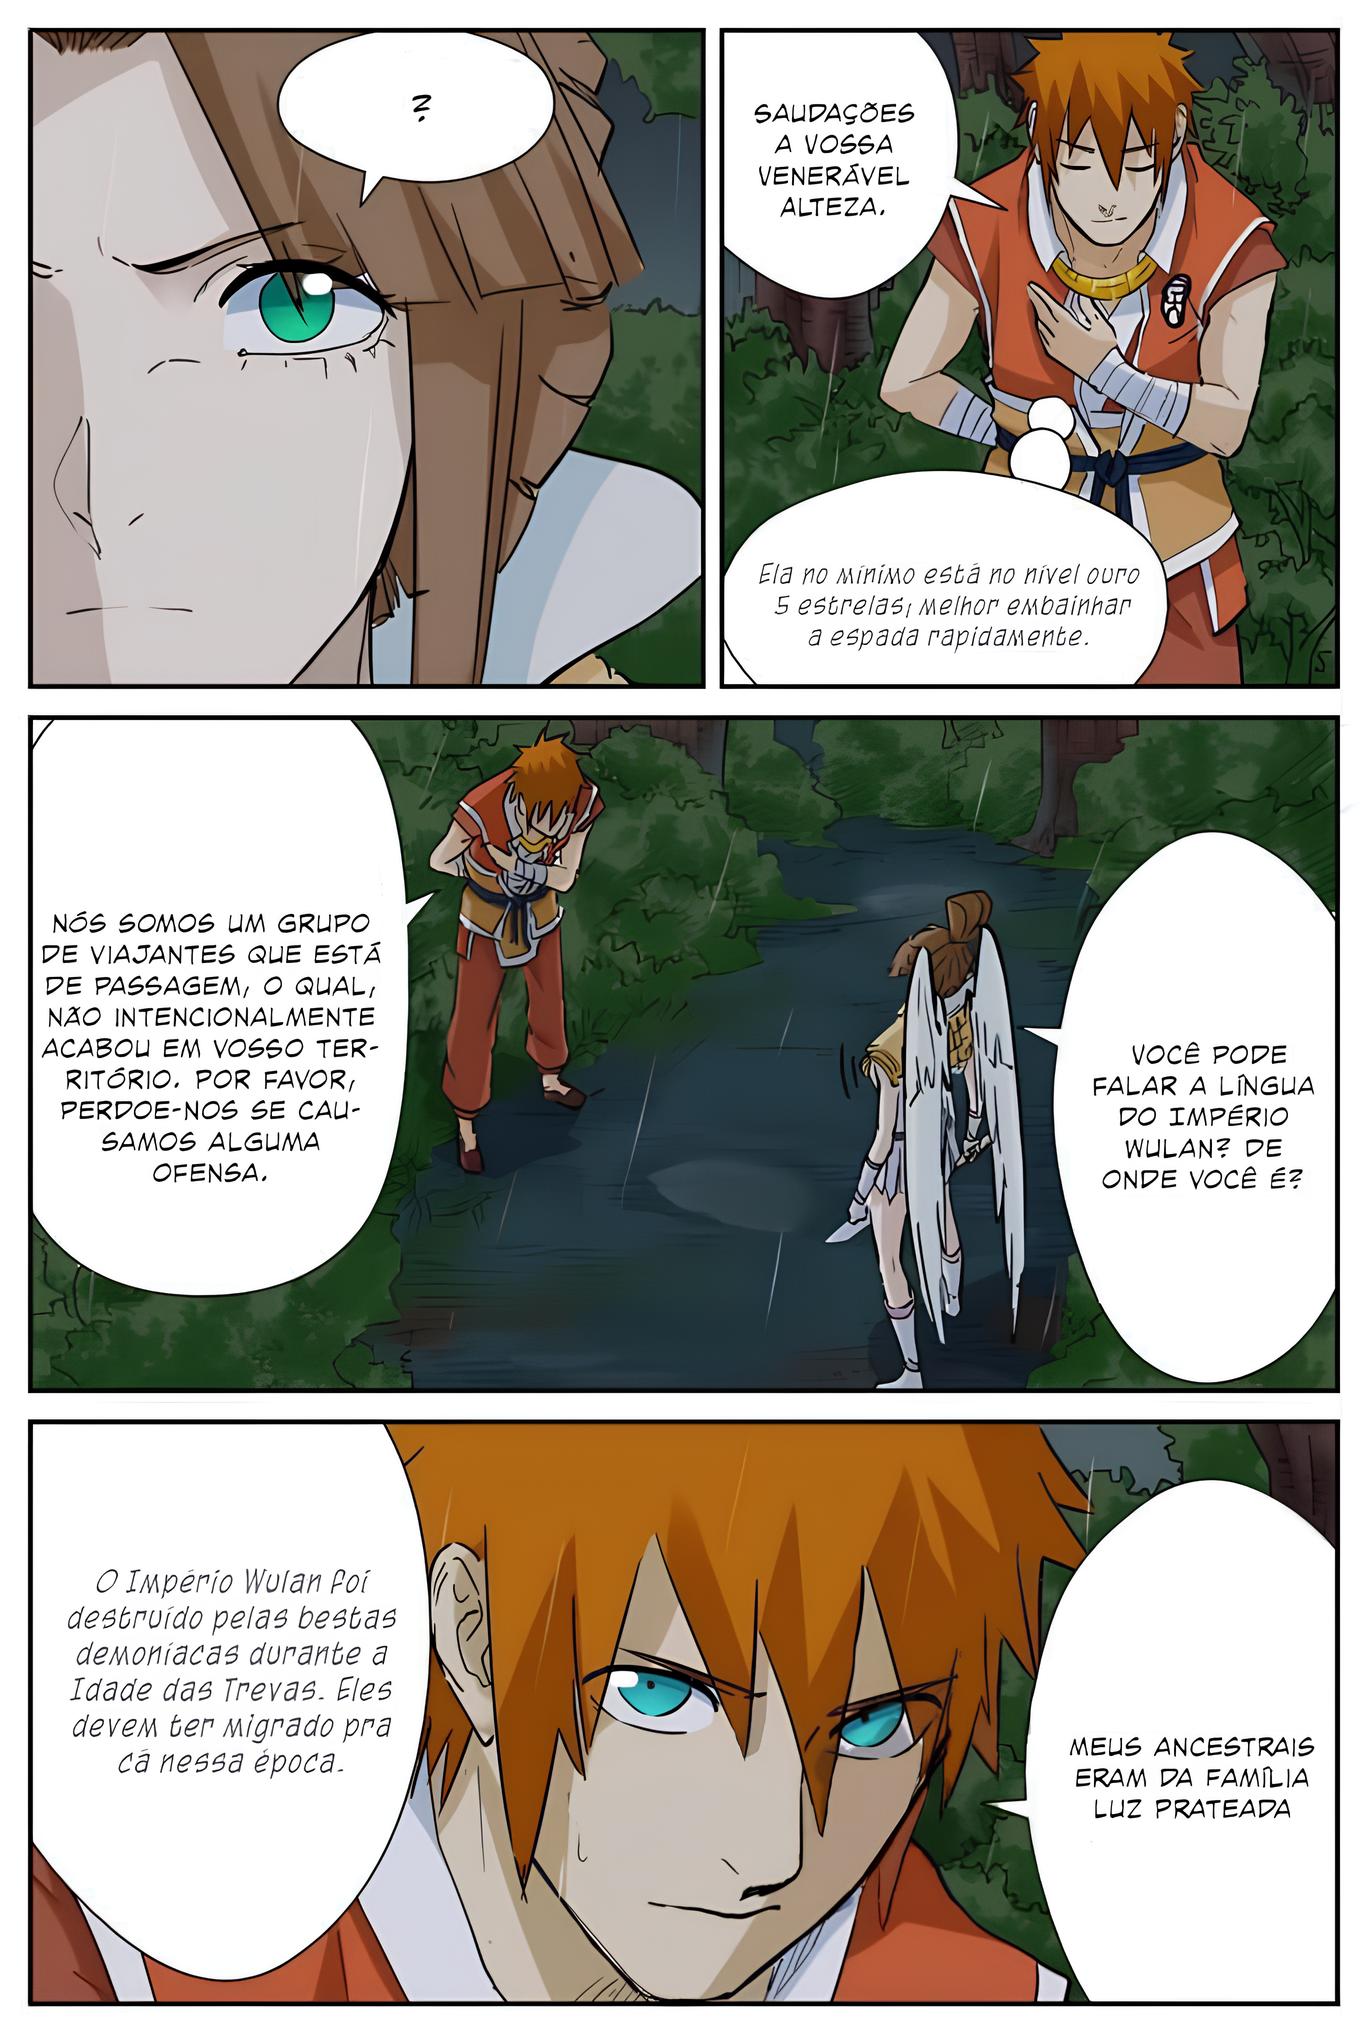 ?
SAUDAÇÕES
A VOSSA
VENERÁVEL
ALTEZA.
Ela no mínimo está no nível ouro
5 estrelas; melhor embainhar
a espada rapidamente.
NÓS SOMOS UM GRUPO
DE VIAJANTES QUE ESTÁ
DE PASSAGEM, O QUAL,
NÃO INTENCIONALMENTE
ACABOU EM VOSSO TER-
RITÓRIO. POR FAVOR,
PERDOE-NOS SE CAU-
SAMOS ALGUMA
OFENSA.
VOCÊ PODE
FALAR A LÍNGUA
DO IMPÉRIO
WULAN? DE
ONDE VOCÊ É?
O Império Wulan foi
destruído pelas bestas
demoníacas durante a
Idade das Trevas. Eles
devem ter migrado pra
cá nessa época.
MEUS ANCESTRAIS
ERAM DA FAMÍLIA
LUZ PRATEADA